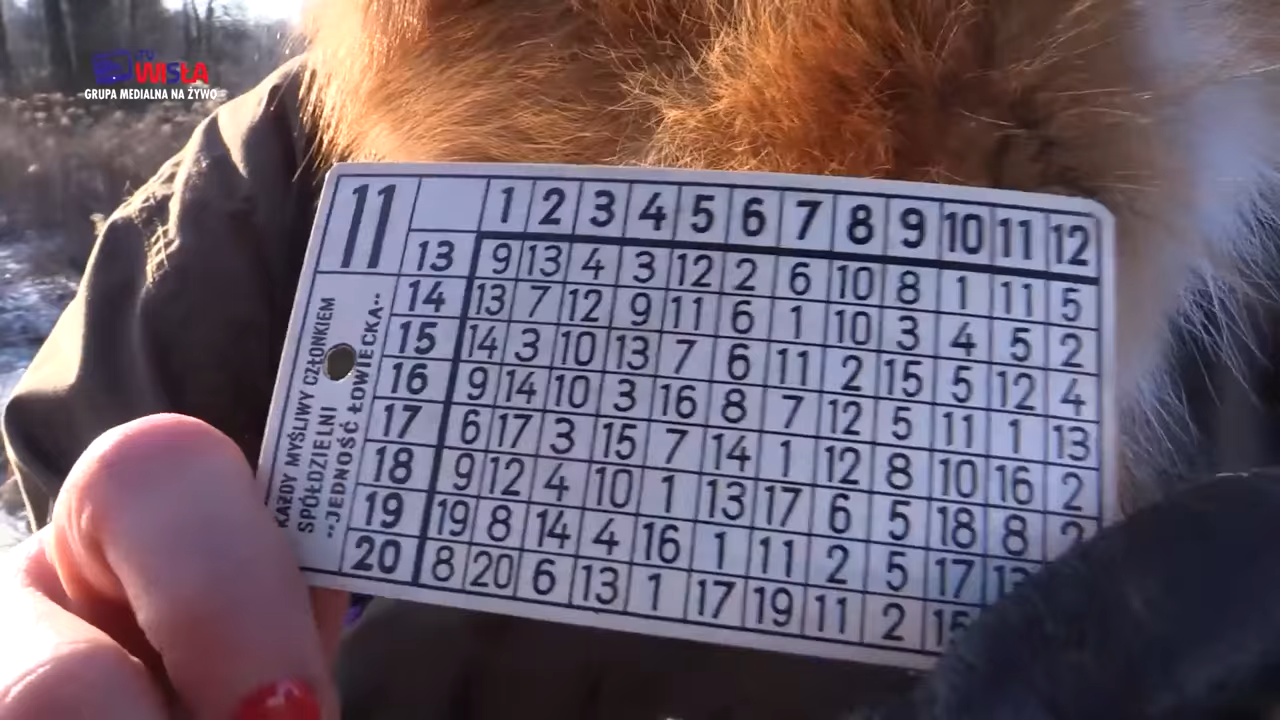 TV
WISŁA
GRUPA MEDIALNA NA ŻYWO
11
1 2 3 4 5 6 7 8 9 10 11 12
13 9 13 4 3 12 2 6 10 8 1 11 5
14 13 7 12 9 11 6 1 10 3 4 5 2
15 14 3 10 13 7 6 11 2 15 5 12 4
16 9 14 10 3 16 8 7 12 5 11 1 13
17 6 17 3 15 7 14 1 12 8 10 16 2
18 9 12 4 10 1 13 17 6 5 18 8 2
19 19 8 14 4 16 1 11 2 5 17
20 8 20 6 13 1 17 19 11 2 15
KAŻDY MYŚLIWY CZŁONKIEM
SPÓŁDZIELNI
"JEDNOŚĆ ŁOWIECKA"